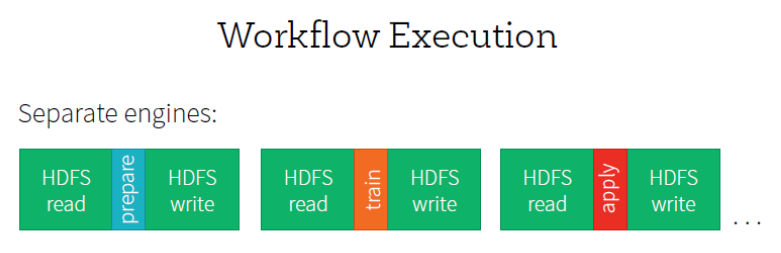 Workflow Execution
Separate engines:
HDFS read
prepare
HDFS write
HDFS read
train
HDFS write
HDFS read
apply
HDFS write
...